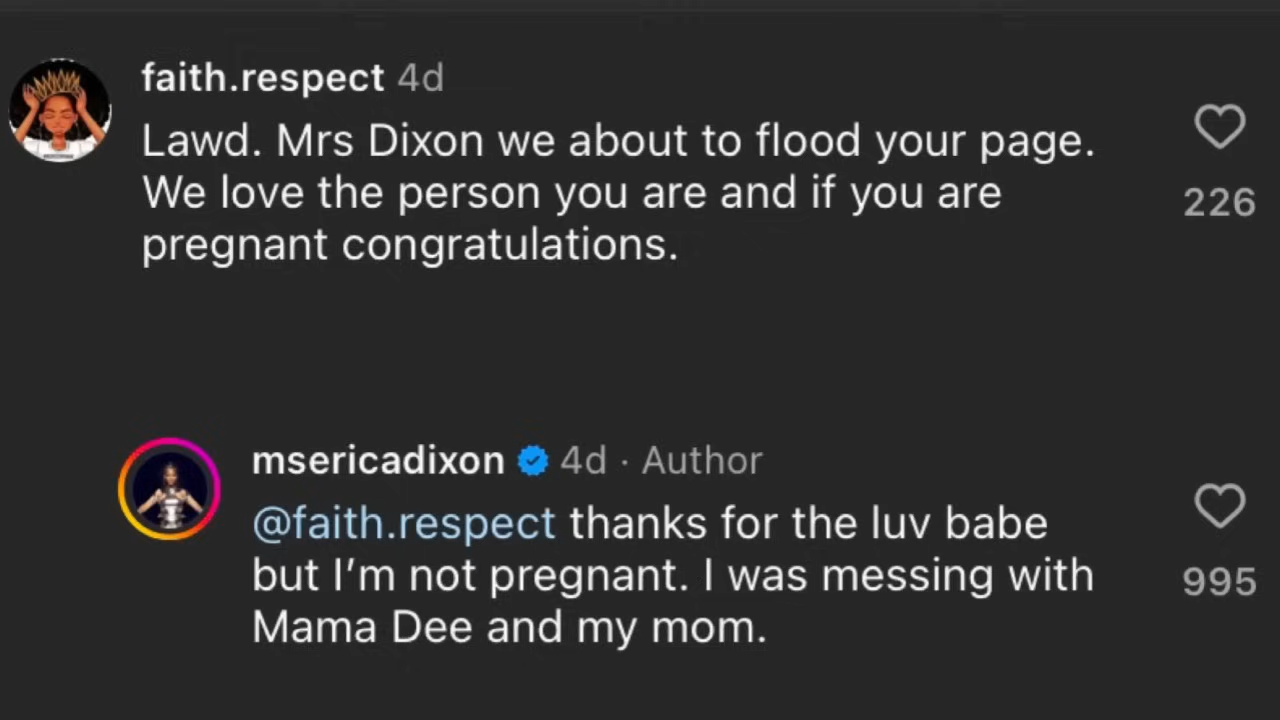 faith.respect 4d
Lawd. Mrs Dixon we about to flood your page.
We love the person you are and if you are
pregnant congratulations.
226
msericadixon 4d · Author
@faith.respect thanks for the luv babe
but I’m not pregnant. I was messing with
Mama Dee and my mom.
995